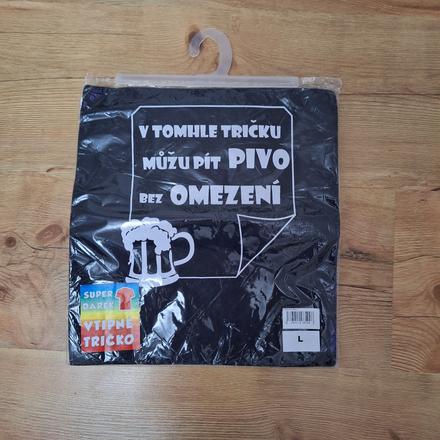 V TOMHLE TRIČKU
MŮŽU PÍT PIVO
BEZ OMEZENÍ
SUPER
DÁREK
VTIPNÉ
TRIČKO
L